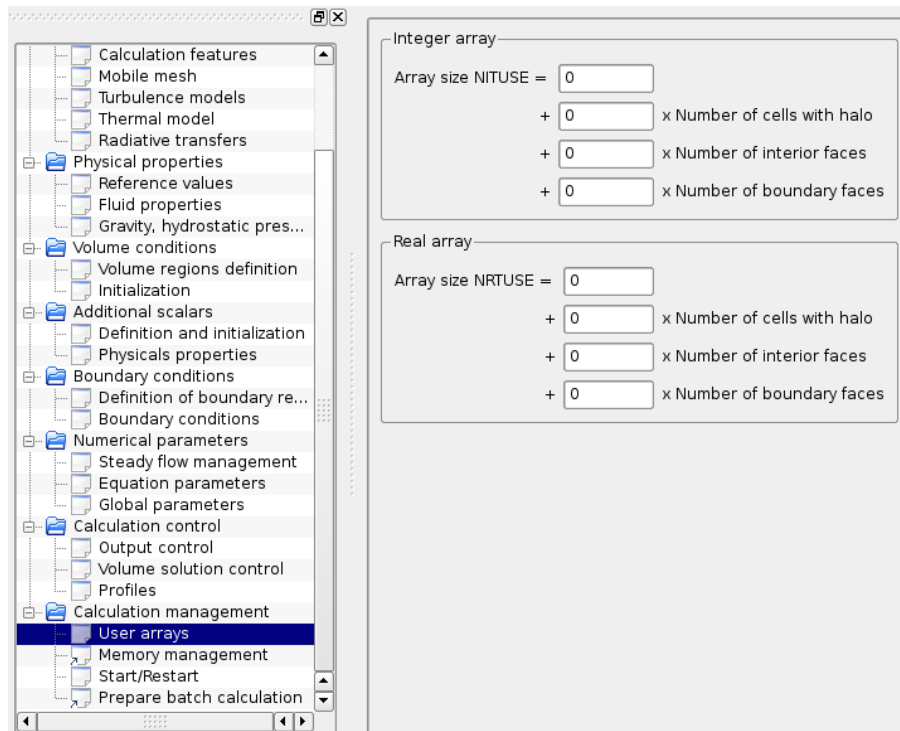 Calculation features
Mobile mesh
Turbulence models
Thermal model
Radiative transfers
Physical properties
Reference values
Fluid properties
Gravity, hydrostatic pres...
Volume conditions
Volume regions definition
Initialization
Additional scalars
Definition and initialization
Physicals properties
Boundary conditions
Definition of boundary re...
Boundary conditions
Numerical parameters
Steady flow management
Equation parameters
Global parameters
Calculation control
Output control
Volume solution control
Profiles
Calculation management
User arrays
Memory management
Start/Restart
Prepare batch calculation
Integer array
Array size NITUSE = 0
+ 0 x Number of cells with halo
+ 0 x Number of interior faces
+ 0 x Number of boundary faces
Real array
Array size NRTUSE = 0
+ 0 x Number of cells with halo
+ 0 x Number of interior faces
+ 0 x Number of boundary faces